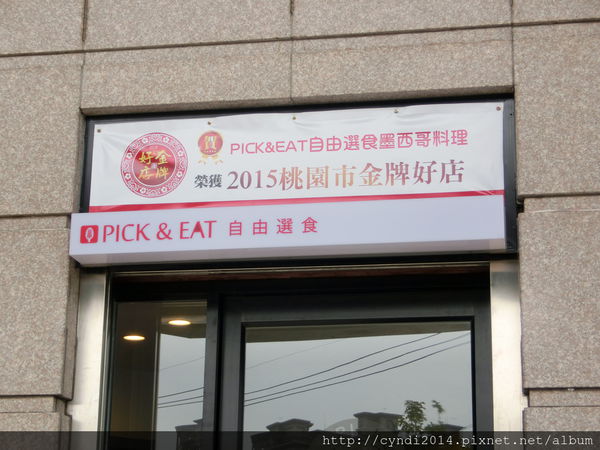 賀
PICK&EAT自由選食墨西哥料理
金牌好店
榮獲 2015桃園市金牌好店
PICK & EAT 自由選食
http://cyndi2014.pixnet.net/album